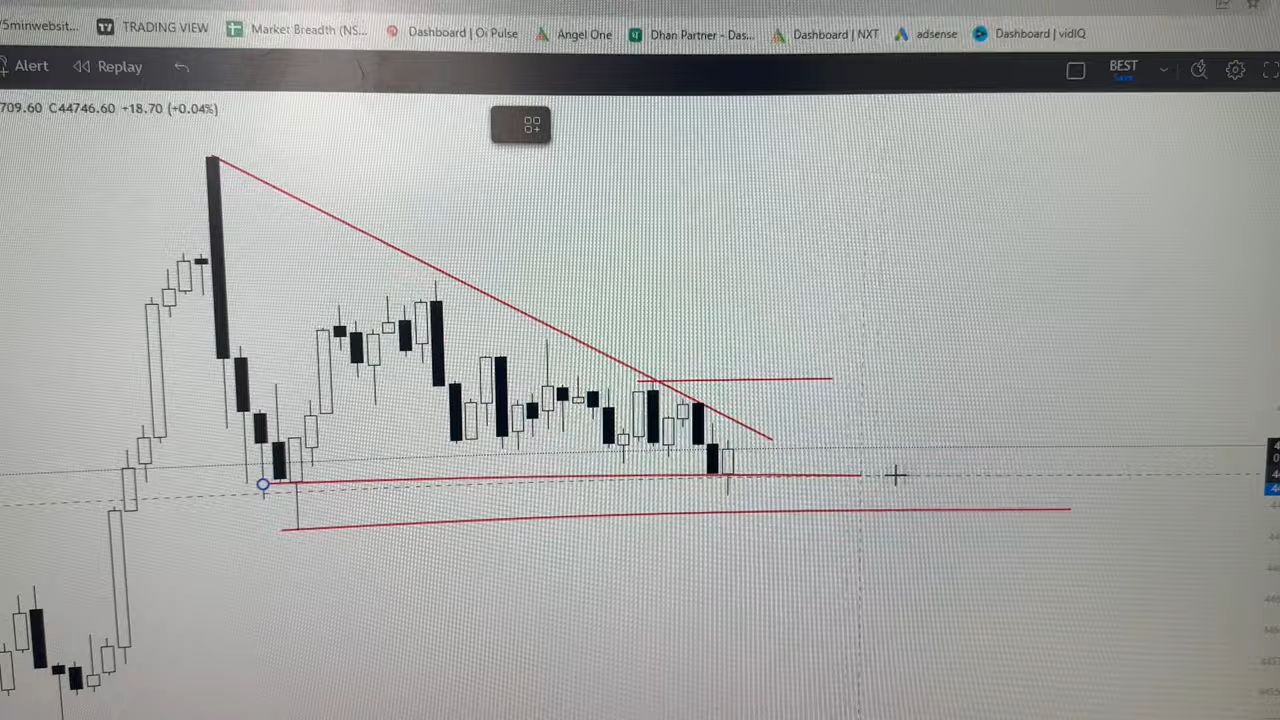 5minwebsit... TRADING VIEW Market Breadth (NS... Dashboard | Oi Pulse Angel One Dhan Partner - Das... Dashboard | NXT adsense Dashboard | vidIQ
Alert Replay BEST
Save
709.60 C44746.60 +18.70 (+0.04%)